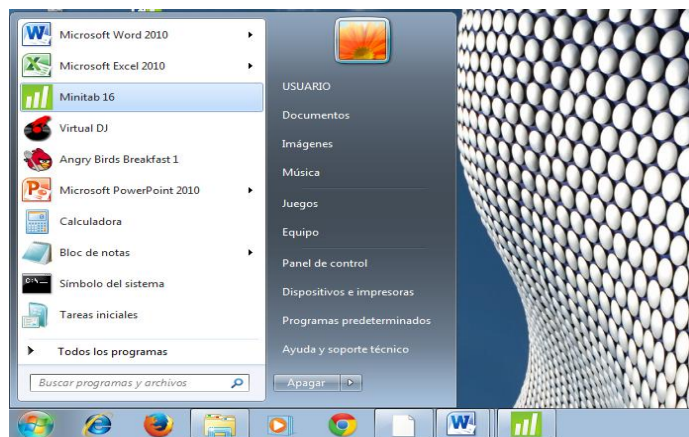 Microsoft Word 2010
Microsoft Excel 2010
Minitab 16
Virtual DJ
Angry Birds Breakfast 1
Microsoft PowerPoint 2010
Calculadora
Bloc de notas
Símbolo del sistema
Tareas iniciales
Todos los programas
Buscar programas y archivos
USUARIO
Documentos
Imágenes
Música
Juegos
Equipo
Panel de control
Dispositivos e impresoras
Programas predeterminados
Ayuda y soporte técnico
Apagar